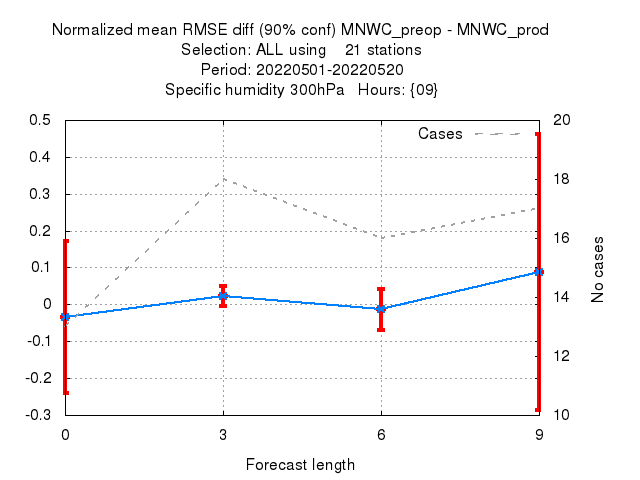 Normalized mean RMSE diff (90% conf) MNWC_preop - MNWC_prod
Selection: ALL using 21 stations
Period: 20220501-20220520
Specific humidity 300hPa Hours: {09}
Cases
0.5
0.4
0.3
0.2
0.1
0
-0.1
-0.2
-0.3
20
18
16
14
12
10
No cases
0 3 6 9
Forecast length